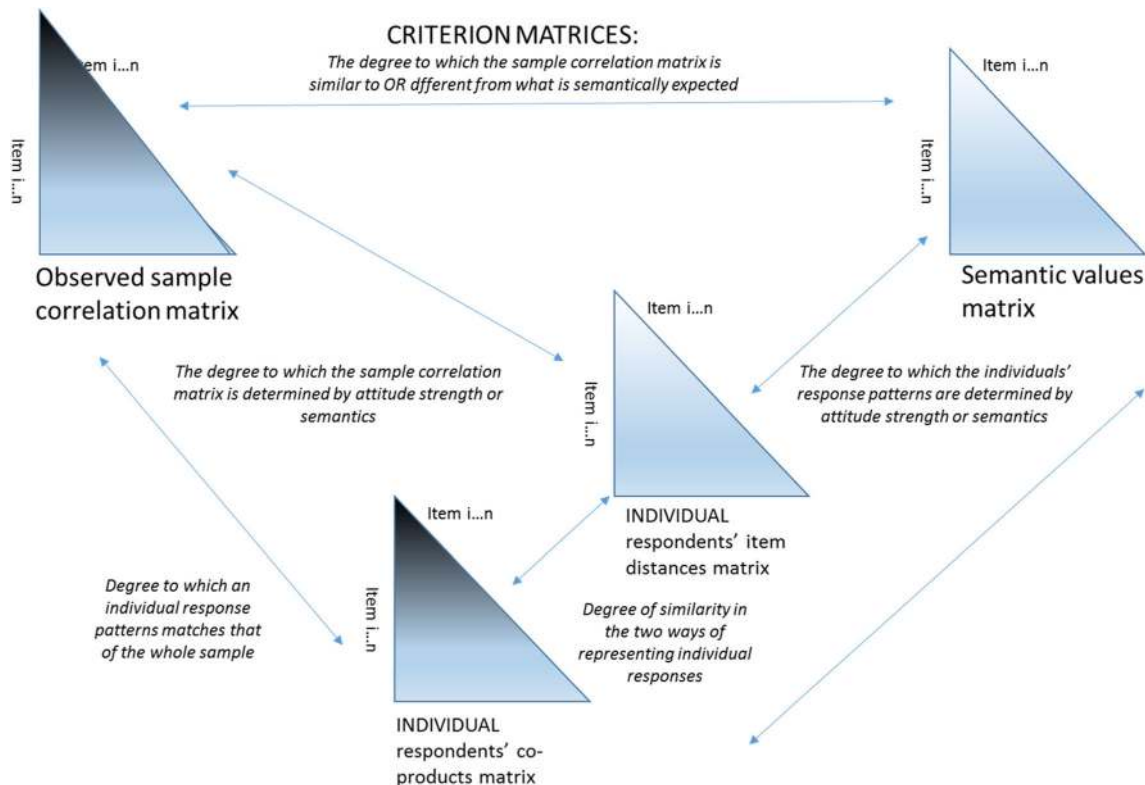 CRITERION MATRICES:
The degree to which the sample correlation matrix is
similar to OR dfferent from what is semantically expected
em i...n
Item i...n
Observed sample
correlation matrix
Item i...n
Item i...n
Semantic values
matrix
The degree to which the sample correlation
matrix is determined by attitude strength or
semantics
Item i...n
Item i...n
INDIVIDUAL
respondents' item
distances matrix
The degree to which the individuals'
response patterns are determined by
attitude strength or semantics
Degree to which an
individual response
patterns matches that
of the whole sample
Item i...n
Item i...n
INDIVIDUAL
respondents' co-
products matrix
Degree of similarity in
the two ways of
representing individual
responses